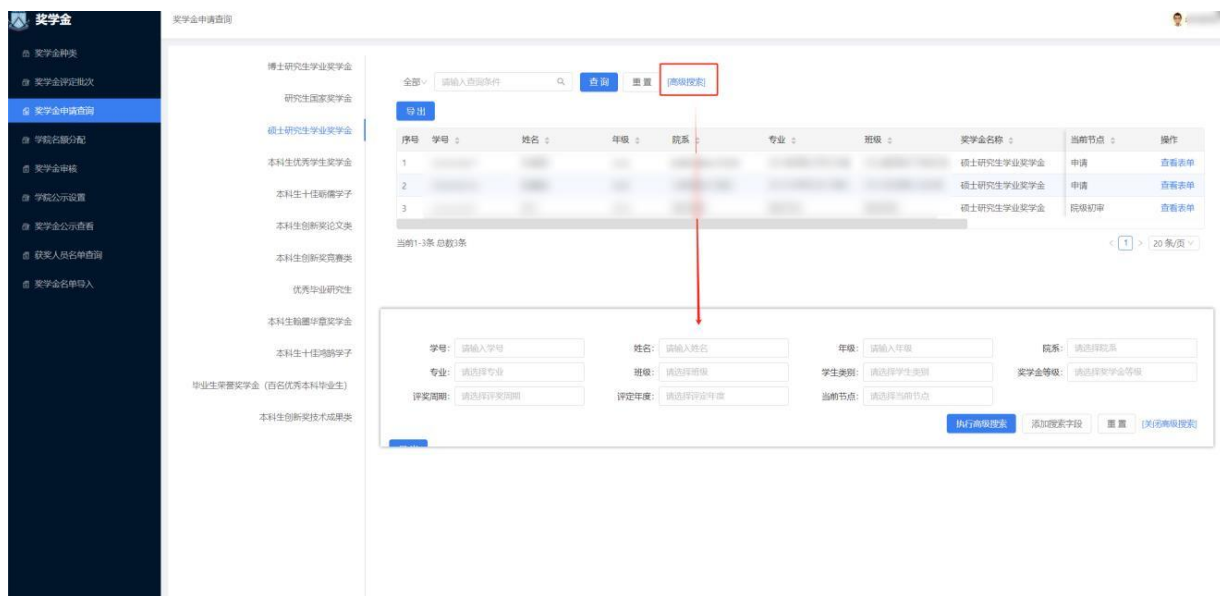 奖学金
奖学金申请查询
奖学金种类
奖学金评定批次
奖学金申请查询
学院名额分配
奖学金审核
学院公示设置
奖学金公示查看
获奖人员名单查询
奖学金名单导入
博士研究生学业奖学金
研究生国家奖学金
硕士研究生学业奖学金
本科生优秀学生奖学金
本科生十佳砺儒学子
本科生创新奖论文类
本科生创新奖竞赛类
优秀毕业研究生
本科生翰墨华章奖学金
本科生十佳鸿鹄学子
毕业生荣誉奖学金（百名优秀本科毕业生）
本科生创新奖技术成果类
全部 请输入查询条件 查询 重置 [高级搜索]
导出
序号 学号 姓名 年级 院系 专业 班级 奖学金名称 当前节点 操作
1 硕士研究生学业奖学金 申请 查看表单
2 硕士研究生学业奖学金 申请 查看表单
3 硕士研究生学业奖学金 院级初审 查看表单
当前1-3条 总数3条 < 1 > 20 条/页
学号: 请输入学号 姓名: 请输入姓名 年级: 请输入年级 院系: 请选择院系
专业: 请选择专业 班级: 请选择班级 学生类别: 请选择学生类别 奖学金等级: 请选择奖学金等级
评奖周期: 请选择评奖周期 评定年度: 请选择评定年度 当前节点: 请选择当前节点
执行高级搜索 添加搜索字段 重置 [关闭高级搜索]